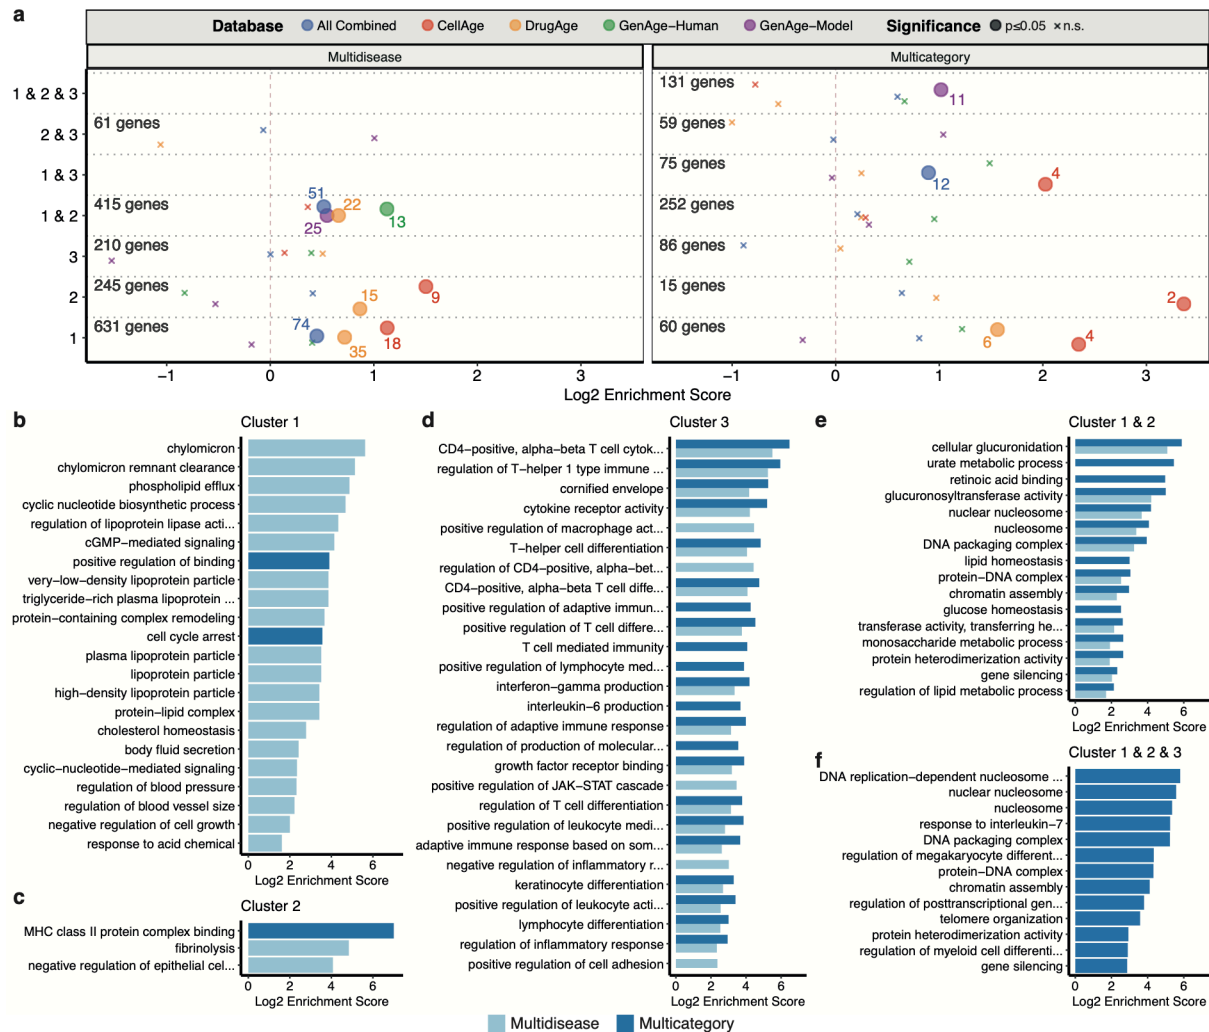 a
Database All Combined CellAge DrugAge GenAge−Human GenAge−Model Significance p≤0.05 n.s.
Multidisease
Multicategory
1 & 2 & 3
2 & 3
1 & 3
1 & 2
3
2
1
61 genes
415 genes
210 genes
245 genes
631 genes
51
22
25
13
15
9
74
35
18
131 genes
59 genes
75 genes
252 genes
86 genes
15 genes
60 genes
11
12
4
2
6
4
−1 0 1 2 3
−1 0 1 2 3
Log2 Enrichment Score
b
Cluster 1
chylomicron
chylomicron remnant clearance
phospholipid efflux
cyclic nucleotide biosynthetic process
regulation of lipoprotein lipase acti...
cGMP−mediated signaling
positive regulation of binding
very−low−density lipoprotein particle
triglyceride−rich plasma lipoprotein ...
protein−containing complex remodeling
cell cycle arrest
plasma lipoprotein particle
lipoprotein particle
high−density lipoprotein particle
protein−lipid complex
cholesterol homeostasis
body fluid secretion
cyclic−nucleotide−mediated signaling
regulation of blood pressure
regulation of blood vessel size
negative regulation of cell growth
response to acid chemical
0 2 4 6
Log2 Enrichment Score
c
Cluster 2
MHC class II protein complex binding
fibrinolysis
negative regulation of epithelial cel...
0 2 4 6
Log2 Enrichment Score
d
Cluster 3
CD4−positive, alpha−beta T cell cytok...
regulation of T−helper 1 type immune ...
cornified envelope
cytokine receptor activity
positive regulation of macrophage act...
T−helper cell differentiation
regulation of CD4−positive, alpha−bet...
CD4−positive, alpha−beta T cell diffe...
positive regulation of adaptive immun...
positive regulation of T cell differe...
T cell mediated immunity
positive regulation of lymphocyte med...
interferon−gamma production
interleukin−6 production
regulation of adaptive immune response
regulation of production of molecular...
growth factor receptor binding
positive regulation of JAK−STAT cascade
regulation of T cell differentiation
positive regulation of leukocyte medi...
adaptive immune response based on som...
negative regulation of inflammatory r...
keratinocyte differentiation
positive regulation of leukocyte acti...
lymphocyte differentiation
regulation of inflammatory response
positive regulation of cell adhesion
0 2 4 6
Log2 Enrichment Score
e
Cluster 1 & 2
cellular glucuronidation
urate metabolic process
retinoic acid binding
glucuronosyltransferase activity
nuclear nucleosome
nucleosome
DNA packaging complex
lipid homeostasis
protein−DNA complex
chromatin assembly
glucose homeostasis
transferase activity, transferring he...
monosaccharide metabolic process
protein heterodimerization activity
gene silencing
regulation of lipid metabolic process
0 2 4 6
Log2 Enrichment Score
f
Cluster 1 & 2 & 3
DNA replication−dependent nucleosome ...
nuclear nucleosome
nucleosome
response to interleukin−7
DNA packaging complex
regulation of megakaryocyte different...
protein−DNA complex
chromatin assembly
regulation of posttranscriptional gen...
telomere organization
protein heterodimerization activity
regulation of myeloid cell differenti...
gene silencing
0 2 4 6
Log2 Enrichment Score
Multidisease Multicategory